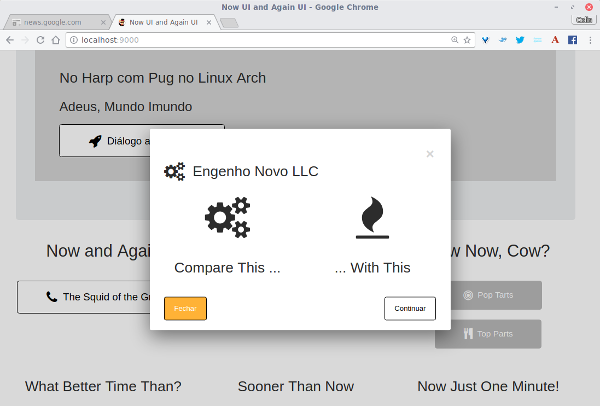 Now UI and Again UI - Google Chrome
news.google.com
Now UI and Again UI
localhost:9000
No Harp com Pug no Linux Arch
Adeus, Mundo Imundo
Diálogo a
×
Engenho Novo LLC
Compare This ...
... With This
Fechar
Continuar
Now and Agai
w Now, Cow?
The Squid of the Gr
Pop Tarts
Top Parts
What Better Time Than?
Sooner Than Now
Now Just One Minute!